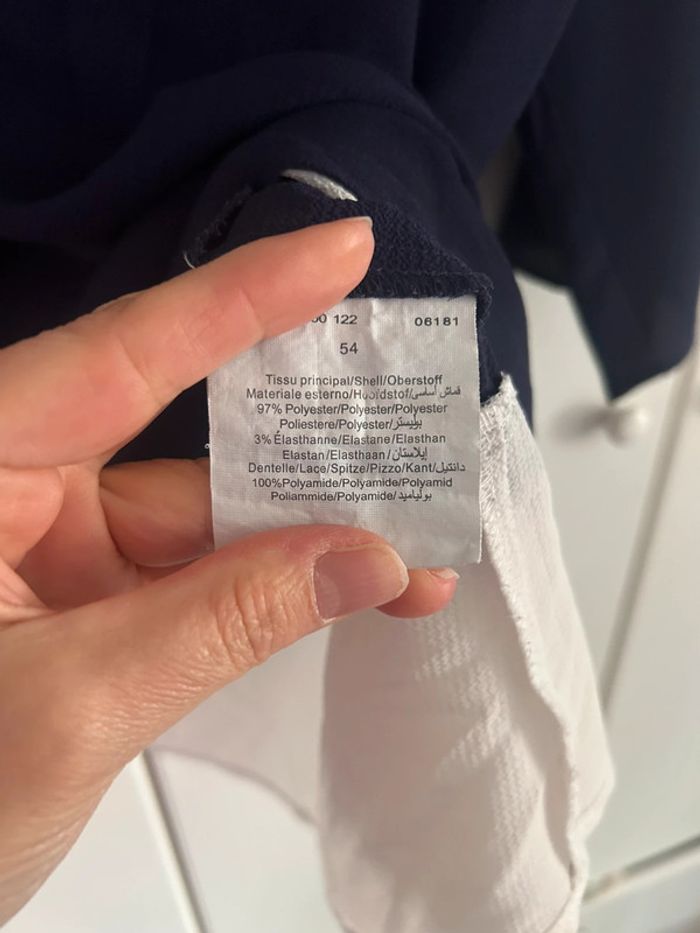 00 122 06181
54
Tissu principal/Shell/Oberstoff
Materiale esterno/Hoofdstof/قماش أساسي
97% Polyester/Polyester/Polyester
Poliestere/Polyester/بوليستر
3% Élasthanne/Elastane/Elasthan
Elastan/Elasthaan/إيلاستان
Dentelle/Lace/Spitze/Pizzo/Kant/دانتيل
100%Polyamide/Polyamide/Polyamid
Poliammide/Polyamide/بولياميد